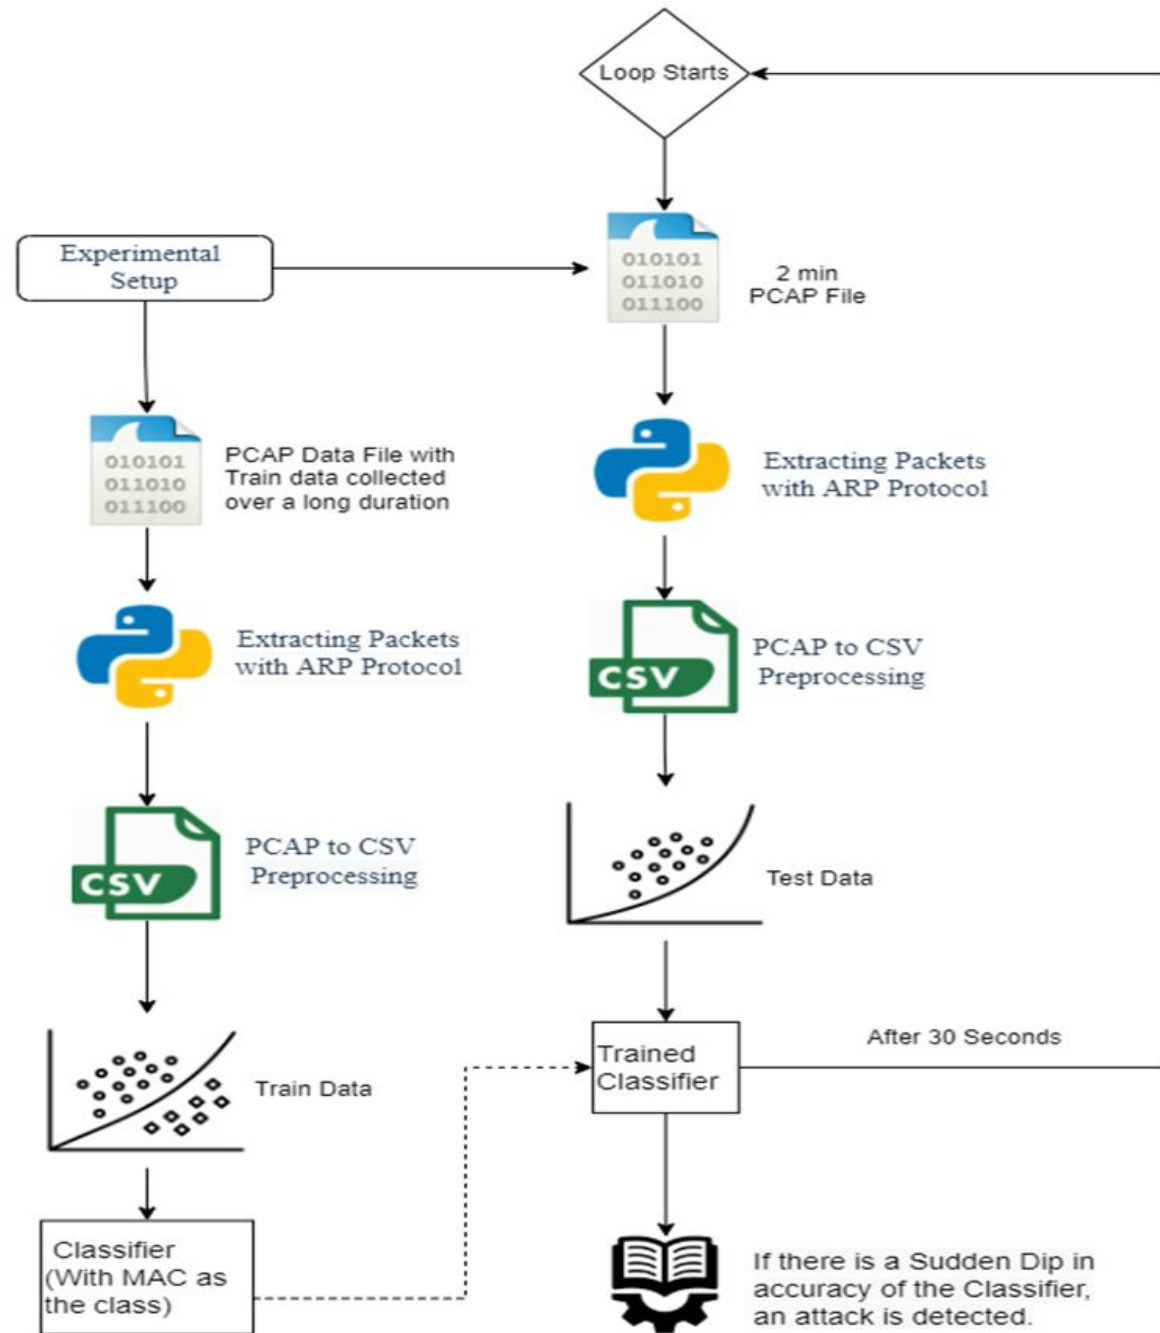 Loop Starts
Experimental
Setup
010101
011010
011100
2 min
PCAP File
010101
011010
011100
PCAP Data File with
Train data collected
over a long duration
Extracting Packets
with ARP Protocol
Extracting Packets
with ARP Protocol
CSV
PCAP to CSV
Preprocessing
CSV
PCAP to CSV
Preprocessing
Test Data
Train Data
Trained
Classifier
After 30 Seconds
Classifier
(With MAC as
the class)
If there is a Sudden Dip in
accuracy of the Classifier,
an attack is detected.